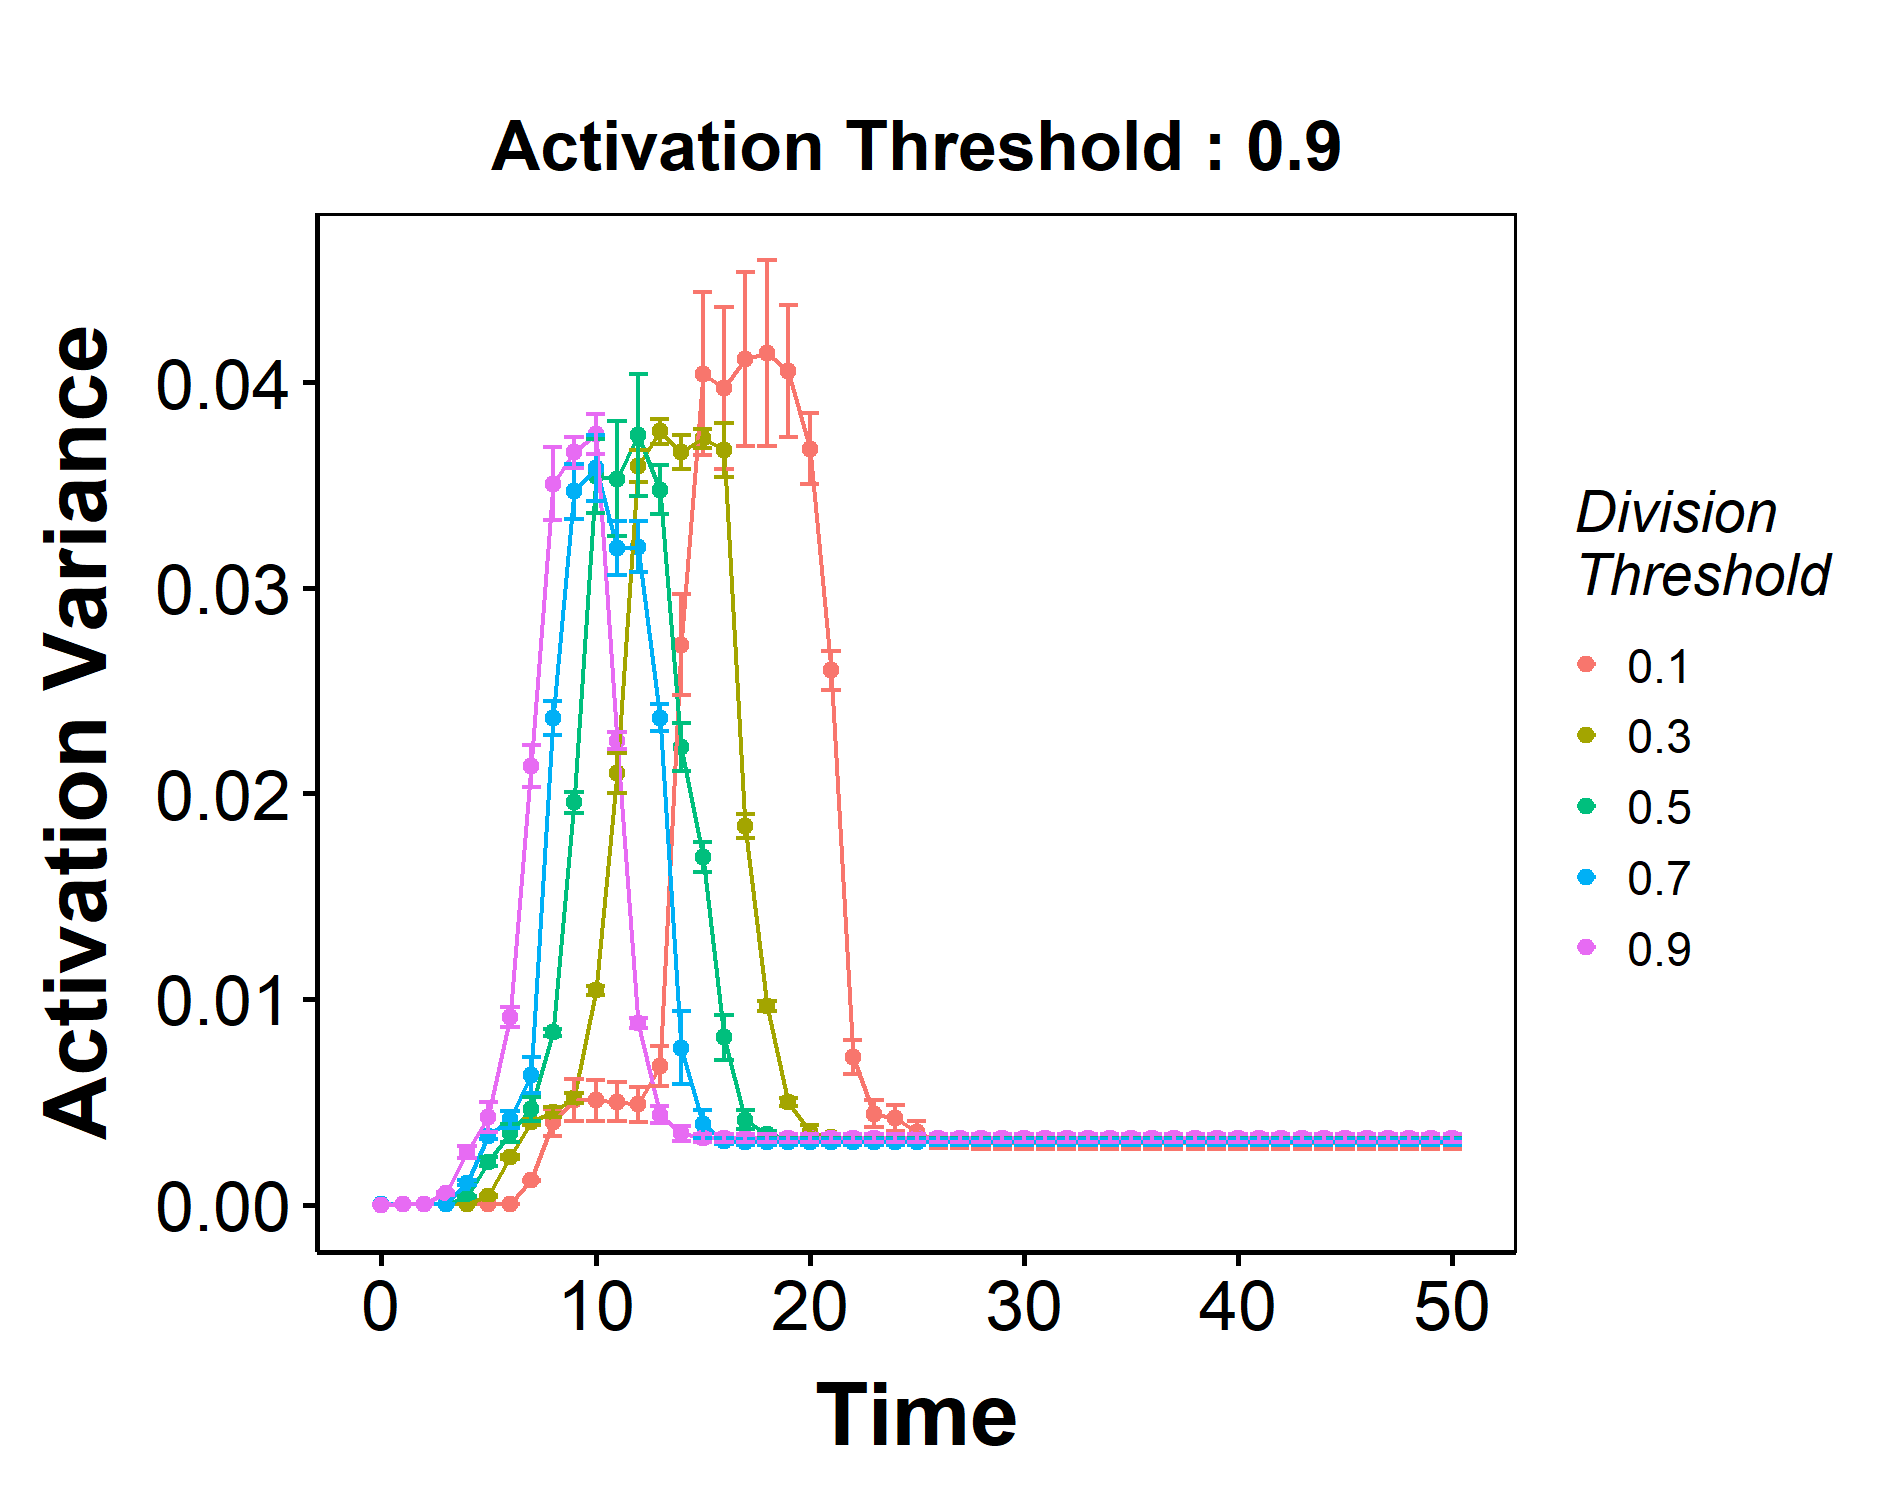 Activation Threshold : 0.9
Activation Variance
0.04
0.03
0.02
0.01
0.00
0 10 20 30 40 50
Time
Division
Threshold
0.1
0.3
0.5
0.7
0.9